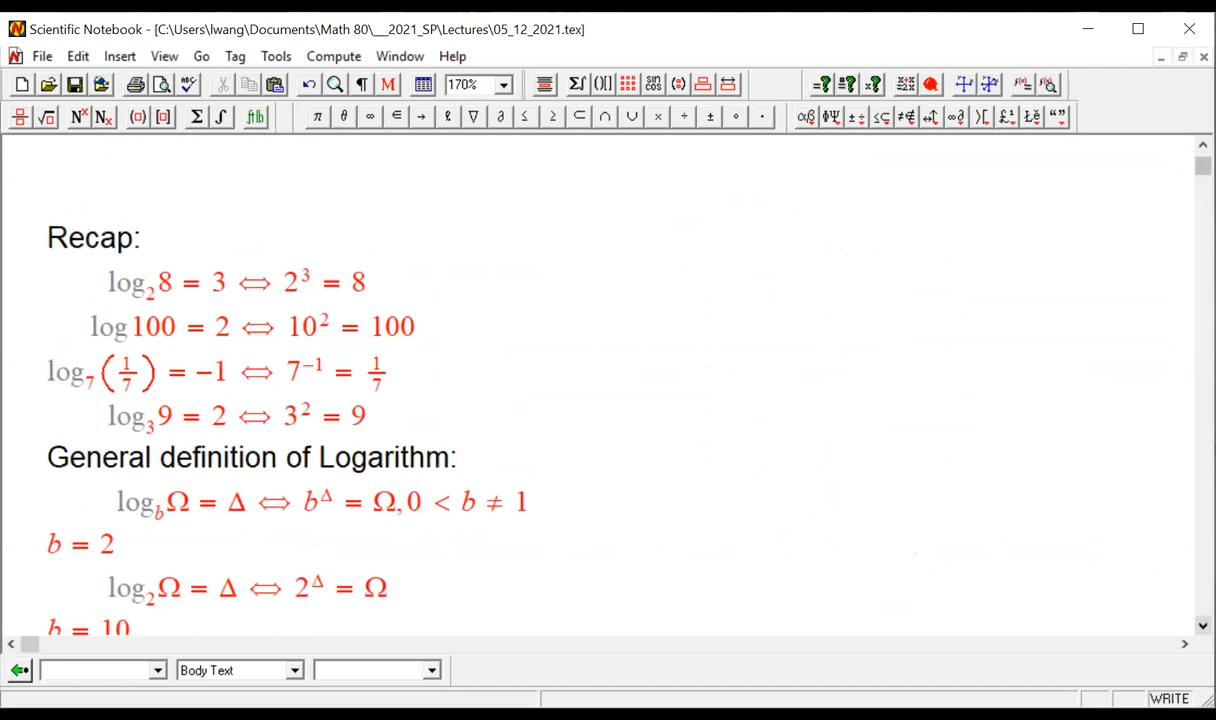 Scientific Notebook - [C:\Users\lwang\Documents\Math 80\__2021_SP\Lectures\05_12_2021.tex]
File Edit Insert View Go Tag Tools Compute Window Help
170%
Recap:
log₂8 = 3 ⟺ 2³ = 8
log100 = 2 ⟺ 10² = 100
log₇(1/7) = −1 ⟺ 7⁻¹ = 1/7
log₃9 = 2 ⟺ 3² = 9
General definition of Logarithm:
log_b Ω = Δ ⟺ b^Δ = Ω, 0 < b ≠ 1
b = 2
log₂Ω = Δ ⟺ 2^Δ = Ω
b = 10
Body Text
WRITE